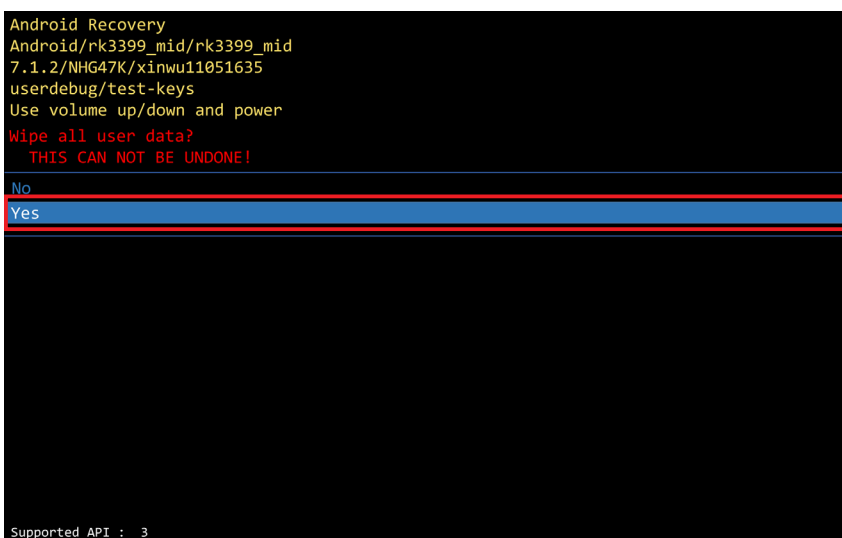 Android Recovery
Android/rk3399_mid/rk3399_mid
7.1.2/NHG47K/xinwu11051635
userdebug/test-keys
Use volume up/down and power
Wipe all user data?
THIS CAN NOT BE UNDONE!
No
Yes
Supported API : 3